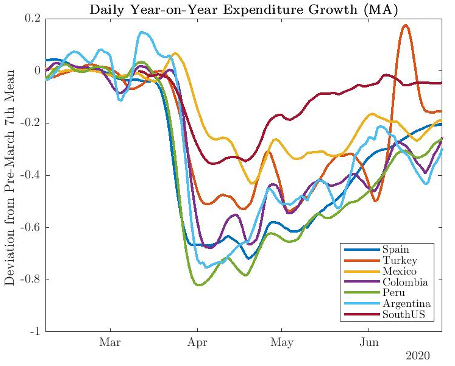 Daily Year-on-Year Expenditure Growth (MA)
Deviation from Pre-March 7th Mean
0.2
0
-0.2
-0.4
-0.6
-0.8
-1
Mar
Apr
May
Jun
2020
Spain
Turkey
Mexico
Colombia
Peru
Argentina
SouthUS